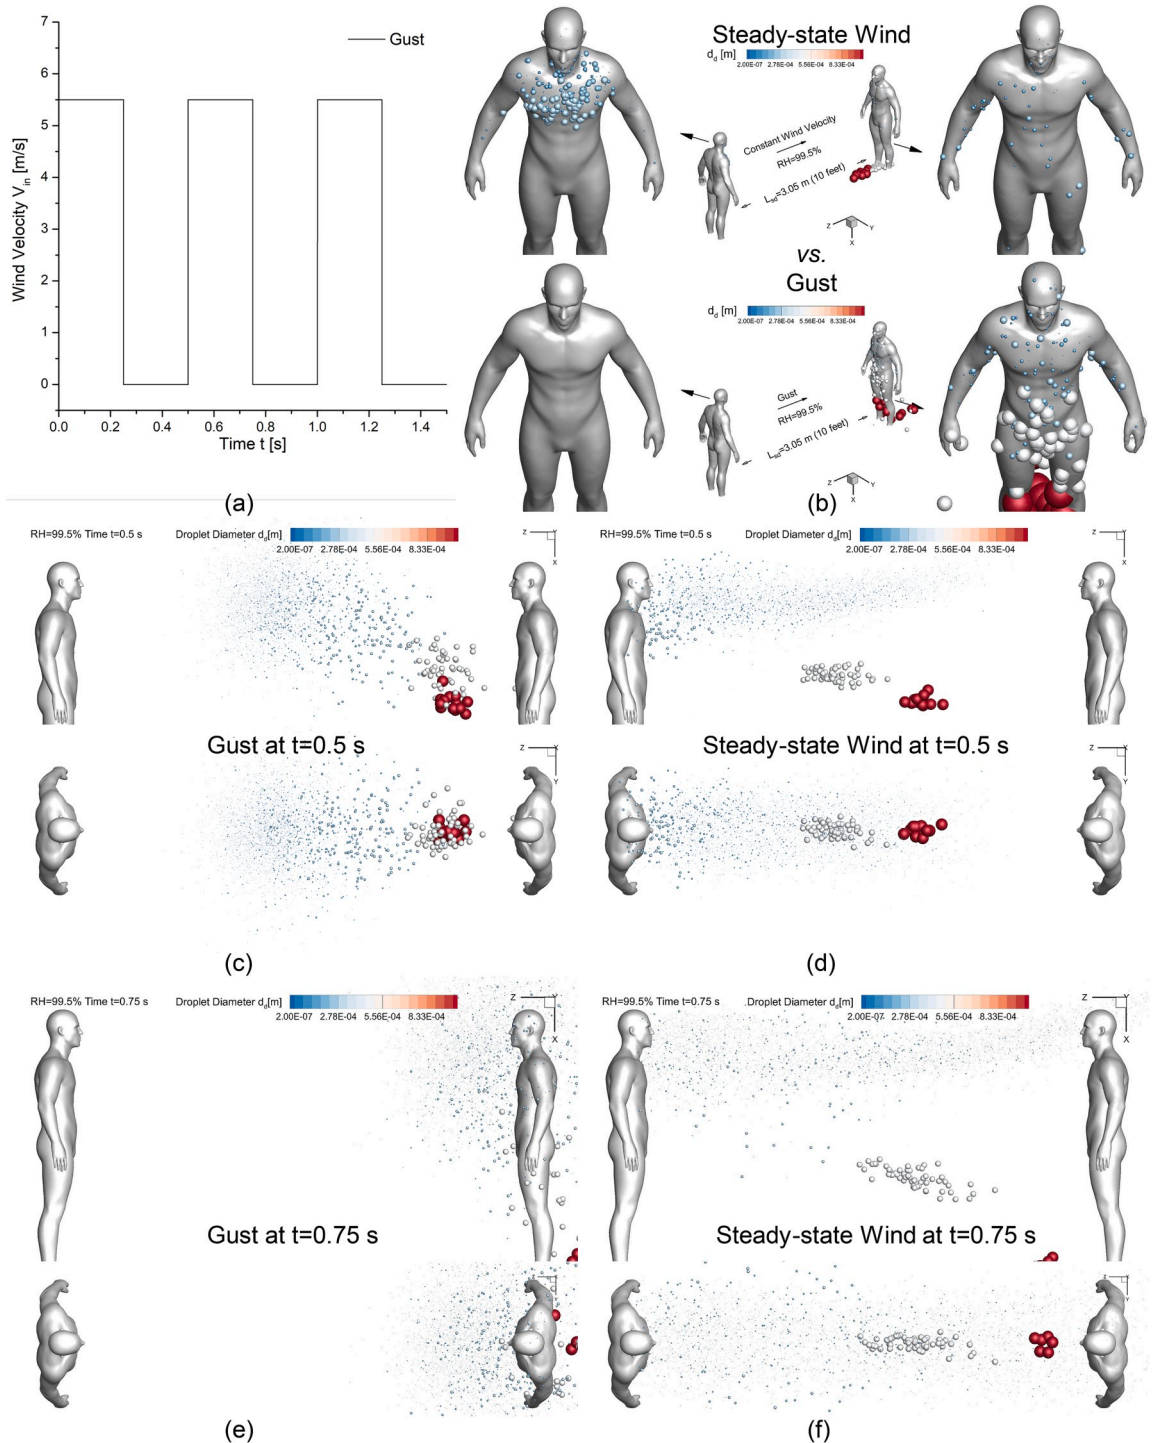 7
6
5
4
3
2
1
0
Wind Velocity V_in [m/s]
Gust
0.0 0.2 0.4 0.6 0.8 1.0 1.2 1.4
Time t [s]
(a)
Steady-state Wind
d_d [m]
2.00E-07 2.78E-04 5.56E-04 8.33E-04
Constant Wind Velocity
RH=99.5%
L_sd=3.05 m (10 feet)
Z Y
X
vs.
Gust
d_d [m]
2.00E-07 2.78E-04 5.56E-04 8.33E-04
Gust
RH=99.5%
L_sd=3.05 m (10 feet)
Z Y
X
(b)
RH=99.5% Time t=0.5 s Droplet Diameter d_d[m]
2.00E-07 2.78E-04 5.56E-04 8.33E-04
Z
X
Gust at t=0.5 s
Z X
Y
(c)
RH=99.5% Time t=0.5 s Droplet Diameter d_d[m]
2.00E-07 2.78E-04 5.56E-04 8.33E-04
Z
X
Steady-state Wind at t=0.5 s
Z X
Y
(d)
RH=99.5% Time t=0.75 s Droplet Diameter d_d[m]
2.00E-07 2.78E-04 5.56E-04 8.33E-04
Z Y
X
Gust at t=0.75 s
Z
(e)
RH=99.5% Time t=0.75 s Droplet Diameter d_d[m]
2.00E-07 2.78E-04 5.56E-04 8.33E-04
Z Y
X
Steady-state Wind at t=0.75 s
Z
(f)